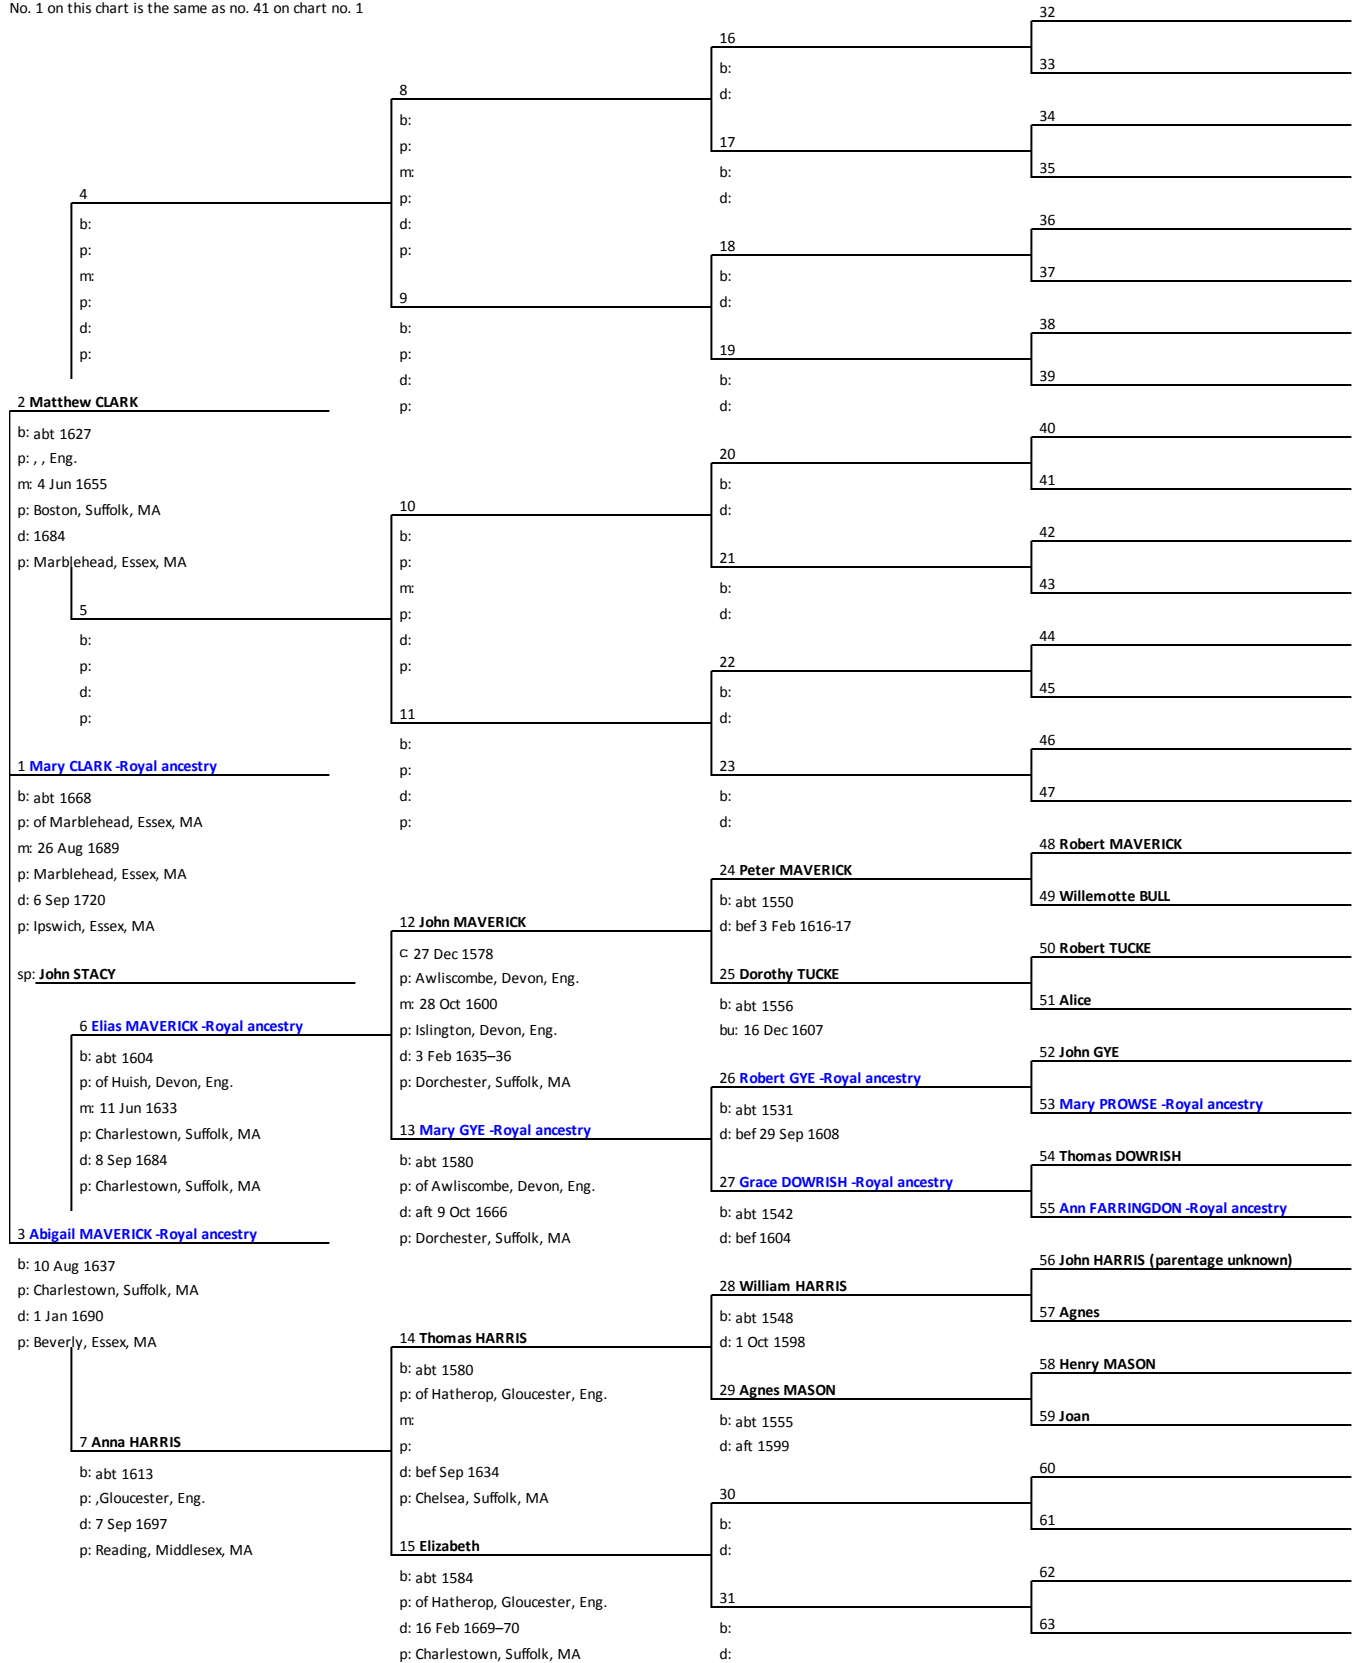 No. 1 on this chart is the same as no. 41 on chart no. 1
4
b:
p:
m:
p:
d:
p:
2 Matthew CLARK
b: abt 1627
p: , , Eng.
m: 4 Jun 1655
p: Boston, Suffolk, MA
d: 1684
p: Marblehead, Essex, MA
5
b:
p:
d:
p:
1 Mary CLARK -Royal ancestry
b: abt 1668
p: of Marblehead, Essex, MA
m: 26 Aug 1689
p: Marblehead, Essex, MA
d: 6 Sep 1720
p: Ipswich, Essex, MA
sp: John STACY
6 Elias MAVERICK -Royal ancestry
b: abt 1604
p: of Huish, Devon, Eng.
m: 11 Jun 1633
p: Charlestown, Suffolk, MA
d: 8 Sep 1684
p: Charlestown, Suffolk, MA
3 Abigail MAVERICK -Royal ancestry
b: 10 Aug 1637
p: Charlestown, Suffolk, MA
d: 1 Jan 1690
p: Beverly, Essex, MA
7 Anna HARRIS
b: abt 1613
p: ,Gloucester, Eng.
d: 7 Sep 1697
p: Reading, Middlesex, MA
8
b:
p:
m:
p:
d:
p:
9
b:
p:
d:
p:
10
b:
p:
m:
p:
d:
p:
11
b:
p:
d:
p:
12 John MAVERICK
c: 27 Dec 1578
p: Awliscombe, Devon, Eng.
m: 28 Oct 1600
p: Islington, Devon, Eng.
d: 3 Feb 1635–36
p: Dorchester, Suffolk, MA
13 Mary GYE -Royal ancestry
b: abt 1580
p: of Awliscombe, Devon, Eng.
d: aft 9 Oct 1666
p: Dorchester, Suffolk, MA
14 Thomas HARRIS
b: abt 1580
p: of Hatherop, Gloucester, Eng.
m:
p:
d: bef Sep 1634
p: Chelsea, Suffolk, MA
15 Elizabeth
b: abt 1584
p: of Hatherop, Gloucester, Eng.
d: 16 Feb 1669–70
p: Charlestown, Suffolk, MA
16
b:
d:
17
b:
d:
18
b:
d:
19
b:
d:
20
b:
d:
21
b:
d:
22
b:
d:
23
b:
d:
24 Peter MAVERICK
b: abt 1550
d: bef 3 Feb 1616-17
25 Dorothy TUCKE
b: abt 1556
bu: 16 Dec 1607
26 Robert GYE -Royal ancestry
b: abt 1531
d: bef 29 Sep 1608
27 Grace DOWRISH -Royal ancestry
b: abt 1542
d: bef 1604
28 William HARRIS
b: abt 1548
d: 1 Oct 1598
29 Agnes MASON
b: abt 1555
d: aft 1599
30
b:
d:
31
b:
d:
32
33
34
35
36
37
38
39
40
41
42
43
44
45
46
47
48 Robert MAVERICK
49 Willemotte BULL
50 Robert TUCKE
51 Alice
52 John GYE
53 Mary PROWSE -Royal ancestry
54 Thomas DOWRISH
55 Ann FARRINGDON -Royal ancestry
56 John HARRIS (parentage unknown)
57 Agnes
58 Henry MASON
59 Joan
60
61
62
63